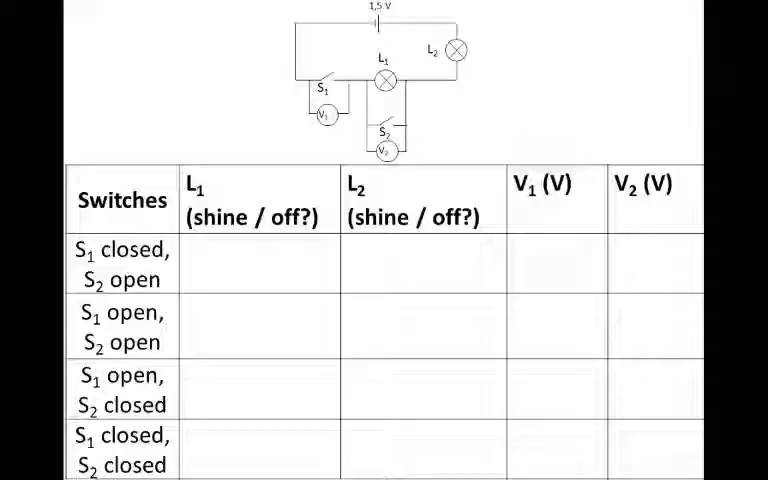 1,5 V
L₂
L₁
S₁
V₁
S₂
V₂
Switches
L₁
(shine / off?)
L₂
(shine / off?)
V₁ (V)
V₂ (V)
S₁ closed,
S₂ open
S₁ open,
S₂ open
S₁ open,
S₂ closed
S₁ closed,
S₂ closed